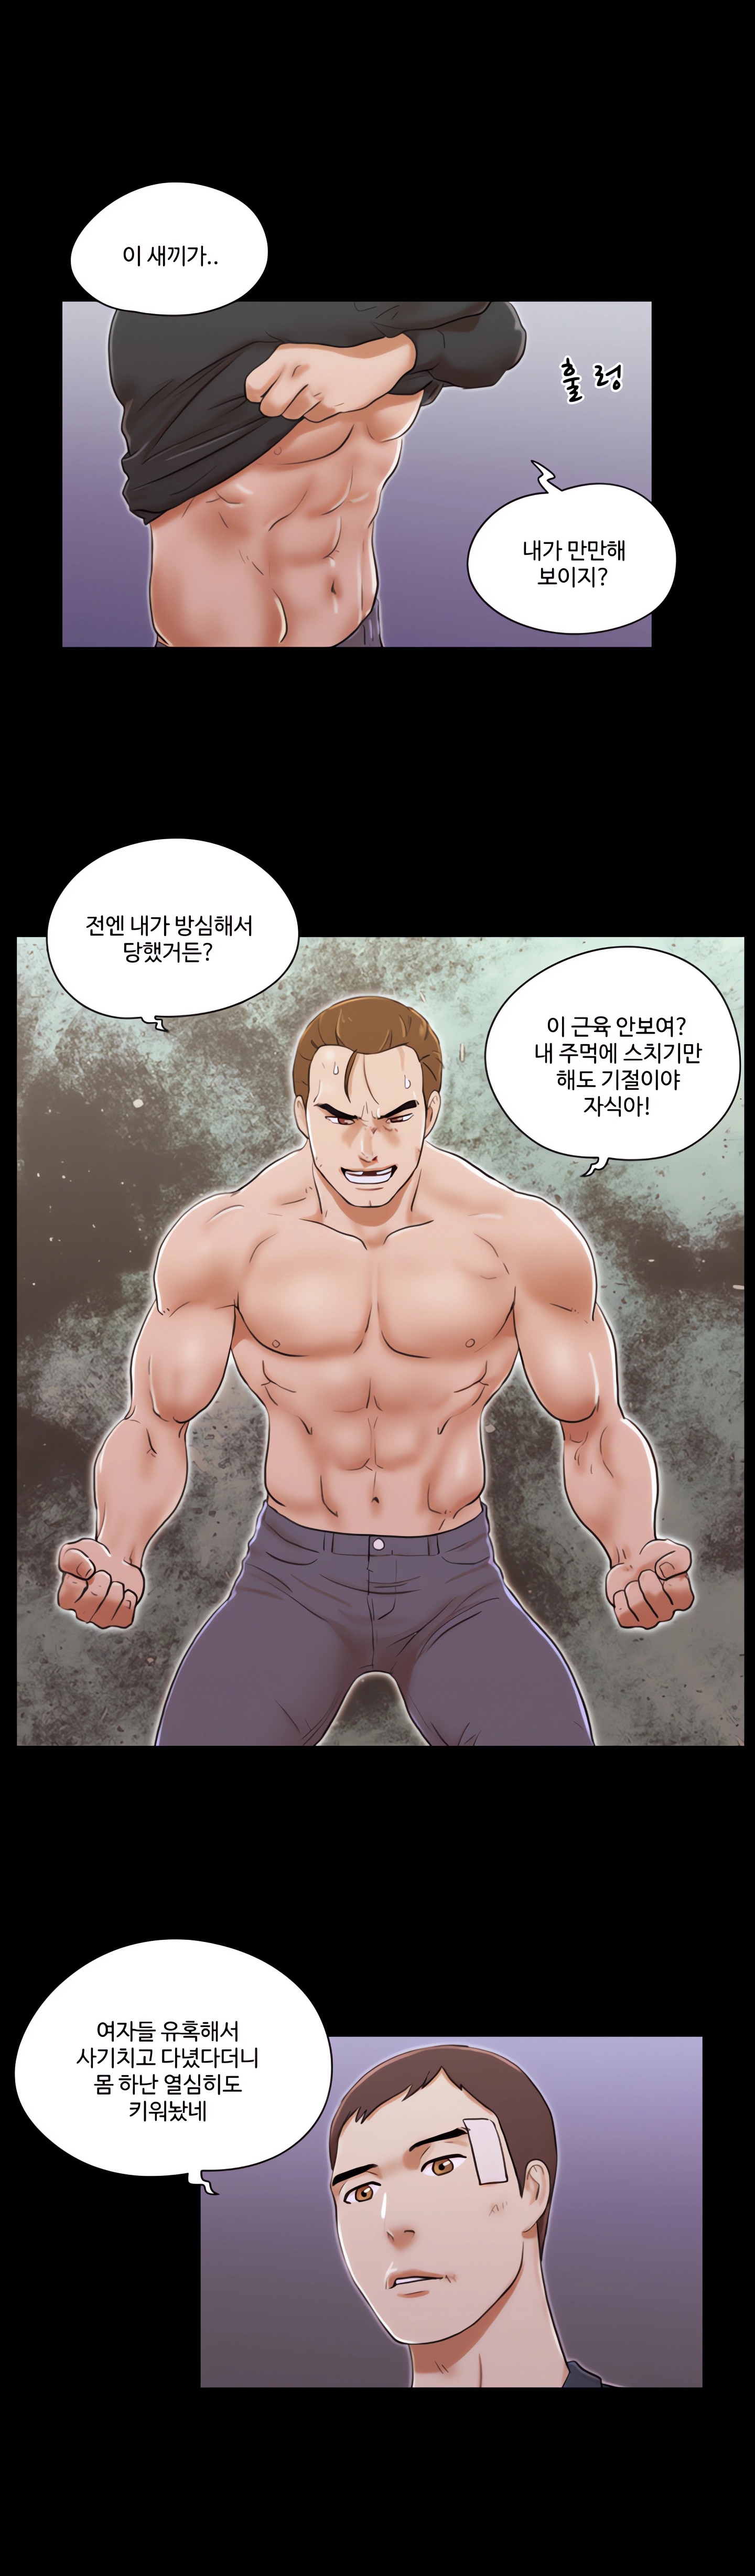 이 새끼가..
훌렁
내가 만만해
보이지?
전엔 내가 방심해서
당했거든?
이 근육 안보여?
내 주먹에 스치기만
해도 기절이야
자식아!
여자들 유혹해서
사기치고 다녔다더니
몸 하난 열심히도
키워놨네